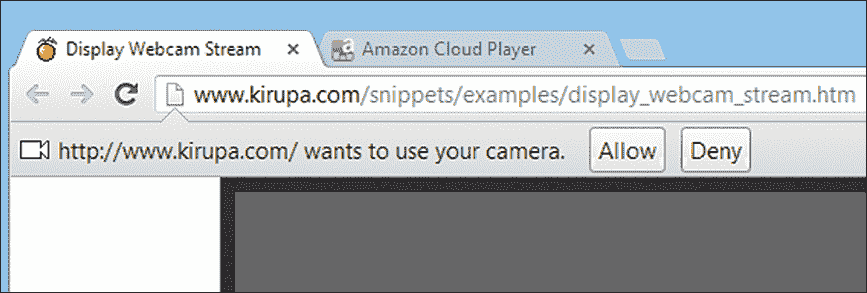 Display Webcam Stream
Amazon Cloud Player
www.kirupa.com/snippets/examples/display_webcam_stream.htm
http://www.kirupa.com/ wants to use your camera. Allow Deny